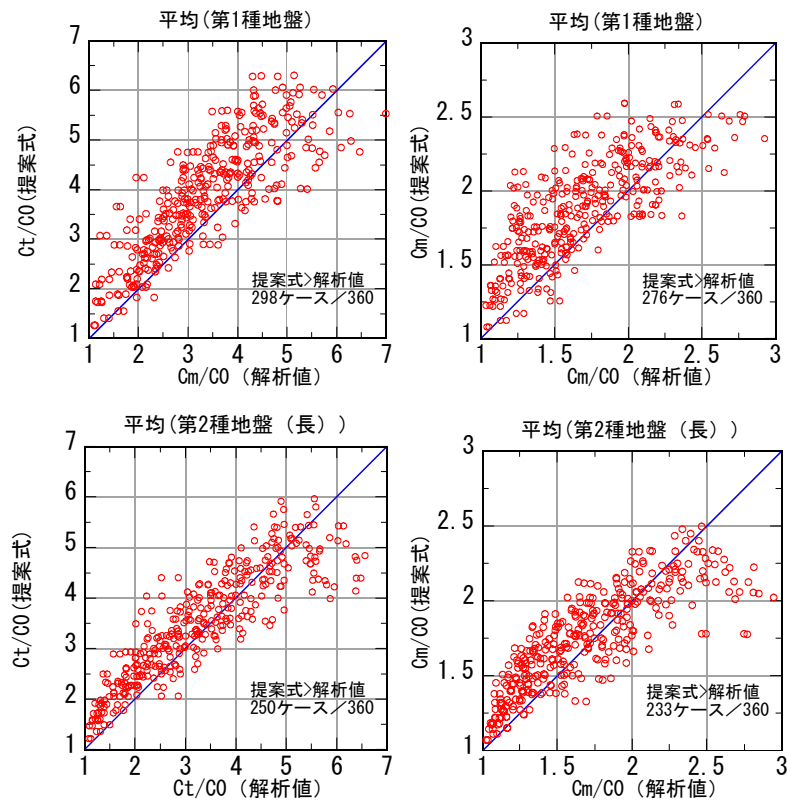 平均(第1種地盤)
7
6
5
4
3
2
1
Ct/C0(提案式)
1 2 3 4 5 6 7
Cm/C0 (解析値)
提案式>解析値
298ケース／360
平均(第1種地盤)
3
2.5
2
1.5
1
Cm/C0(提案式)
1 1.5 2 2.5 3
Cm/C0 (解析値)
提案式>解析値
276ケース／360
平均(第2種地盤 (長) )
7
6
5
4
3
2
1
Ct/C0(提案式)
1 2 3 4 5 6 7
Ct/C0 (解析値)
提案式>解析値
250ケース／360
平均(第2種地盤 (長) )
3
2.5
2
1.5
1
Cm/C0(提案式)
1 1.5 2 2.5 3
Cm/C0 (解析値)
提案式>解析値
233ケース／360